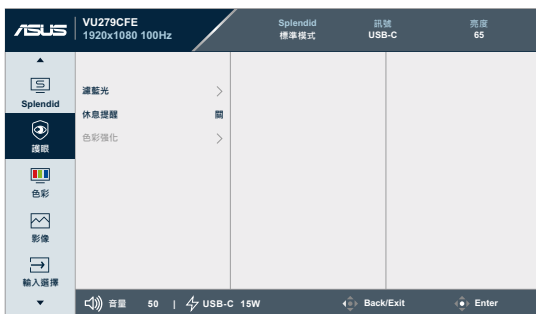 ASUS
VU279CFE
1920x1080 100Hz
Splendid
標準模式
訊號
USB-C
亮度
65
Splendid
護眼
色彩
影像
輸入選擇
濾藍光
休息提醒 關
色彩強化
音量 50 | USB-C 15W
Back/Exit
Enter